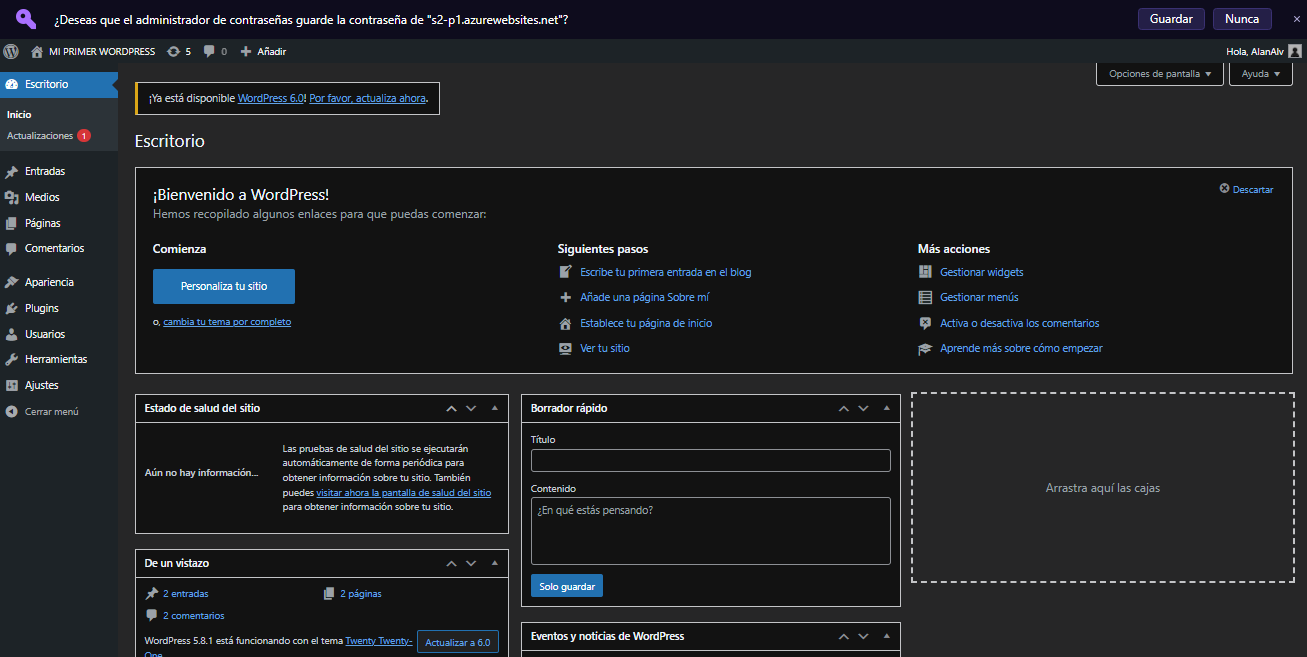 ¿Deseas que el administrador de contraseñas guarde la contraseña de "s2-p1.azurewebsites.net"?
Guardar
Nunca
MI PRIMER WORDPRESS
5
0
Añadir
Hola, AlanAlv
Escritorio
Inicio
Actualizaciones 1
Entradas
Medios
Páginas
Comentarios
Apariencia
Plugins
Usuarios
Herramientas
Ajustes
Cerrar menú
Opciones de pantalla
Ayuda
¡Ya está disponible WordPress 6.0! Por favor, actualiza ahora.
Escritorio
¡Bienvenido a WordPress!
Hemos recopilado algunos enlaces para que puedas comenzar:
Descartar
Comienza
Personaliza tu sitio
o, cambia tu tema por completo
Siguientes pasos
Escribe tu primera entrada en el blog
Añade una página Sobre mí
Establece tu página de inicio
Ver tu sitio
Más acciones
Gestionar widgets
Gestionar menús
Activa o desactiva los comentarios
Aprende más sobre cómo empezar
Estado de salud del sitio
Aún no hay información...
Las pruebas de salud del sitio se ejecutarán
automáticamente de forma periódica para
obtener información sobre tu sitio. También
puedes visitar ahora la pantalla de salud del sitio
para obtener información sobre tu sitio.
De un vistazo
2 entradas
2 páginas
2 comentarios
WordPress 5.8.1 está funcionando con el tema Twenty Twenty-
One.
Actualizar a 6.0
Borrador rápido
Título
Contenido
¿En qué estás pensando?
Solo guardar
Eventos y noticias de WordPress
Arrastra aquí las cajas